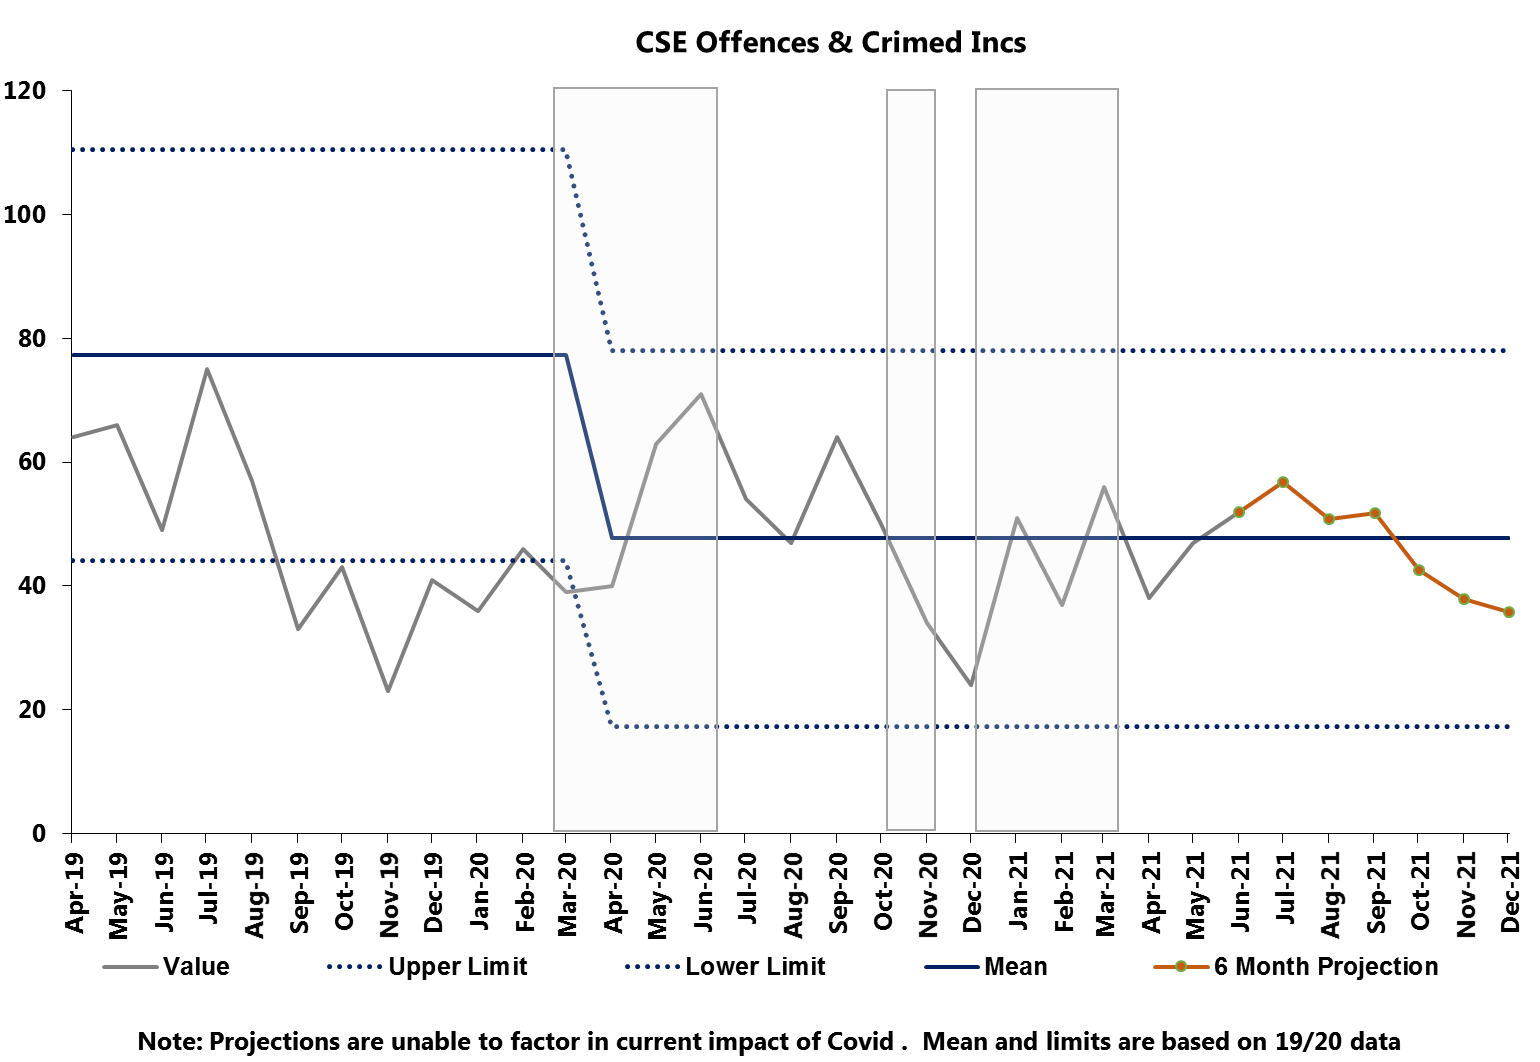 CSE Offences & Crimed Incs
120
100
80
60
40
20
0
Apr-19 May-19 Jun-19 Jul-19 Aug-19 Sep-19 Oct-19 Nov-19 Dec-19 Jan-20 Feb-20 Mar-20 Apr-20 May-20 Jun-20 Jul-20 Aug-20 Sep-20 Oct-20 Nov-20 Dec-20 Jan-21 Feb-21 Mar-21 Apr-21 May-21 Jun-21 Jul-21 Aug-21 Sep-21 Oct-21 Nov-21 Dec-21
Value Upper Limit Lower Limit Mean 6 Month Projection
Note: Projections are unable to factor in current impact of Covid .  Mean and limits are based on 19/20 data